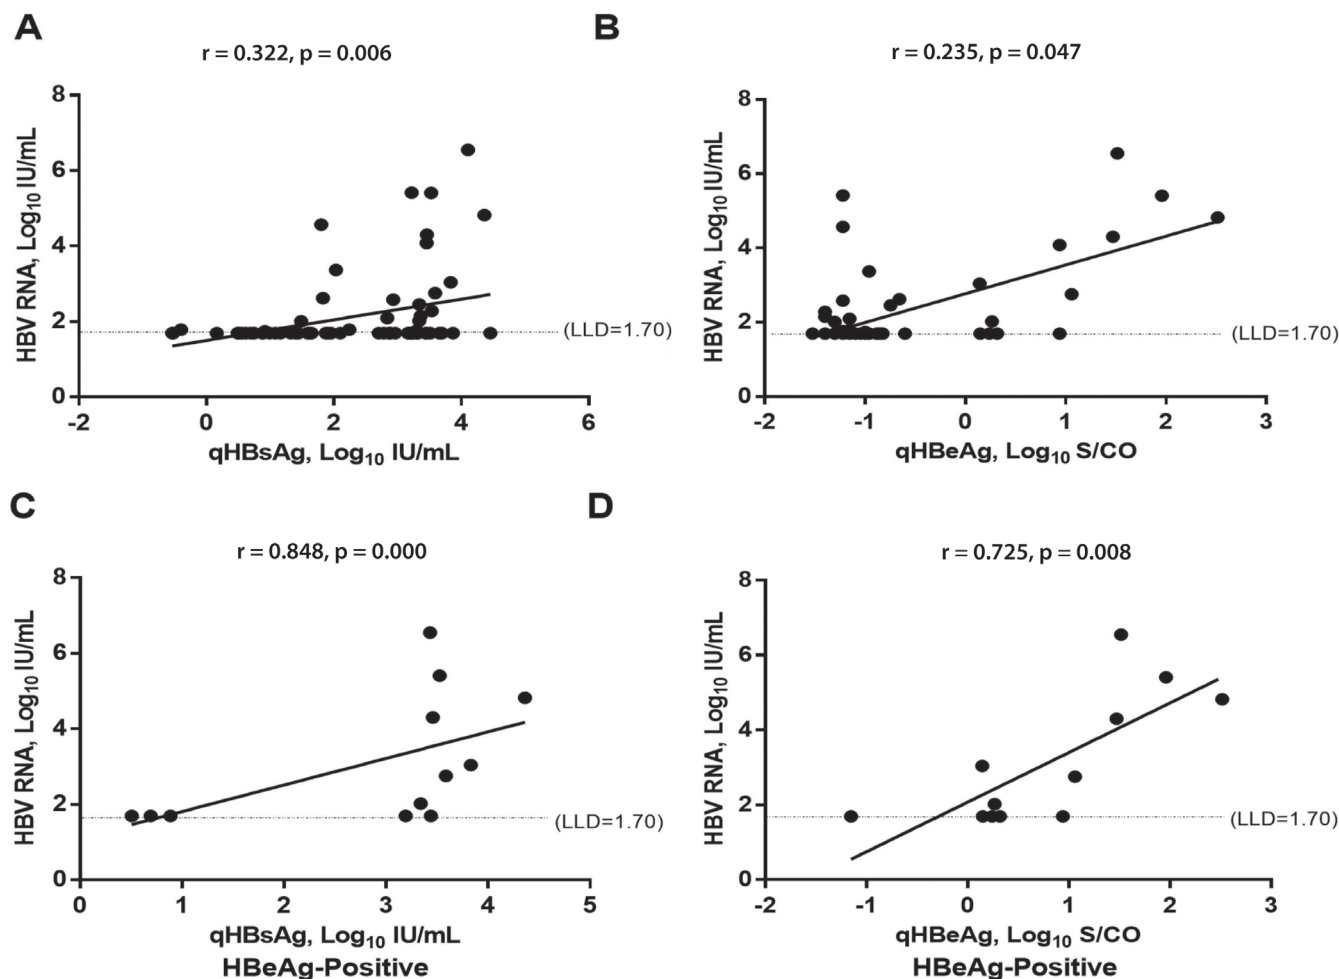 A
r = 0.322, p = 0.006
HBV RNA, Log10 IU/mL
8
6
4
2
0
(LLD=1.70)
-2 0 2 4 6
qHBsAg, Log10 IU/mL
B
r = 0.235, p = 0.047
HBV RNA, Log10 IU/mL
8
6
4
2
0
(LLD=1.70)
-2 -1 0 1 2 3
qHBeAg, Log10 S/CO
C
r = 0.848, p = 0.000
HBV RNA, Log10 IU/mL
8
6
4
2
0
(LLD=1.70)
0 1 2 3 4 5
qHBsAg, Log10 IU/mL
HBeAg-Positive
D
r = 0.725, p = 0.008
HBV RNA, Log10 IU/mL
8
6
4
2
0
(LLD=1.70)
-2 -1 0 1 2 3
qHBeAg, Log10 S/CO
HBeAg-Positive